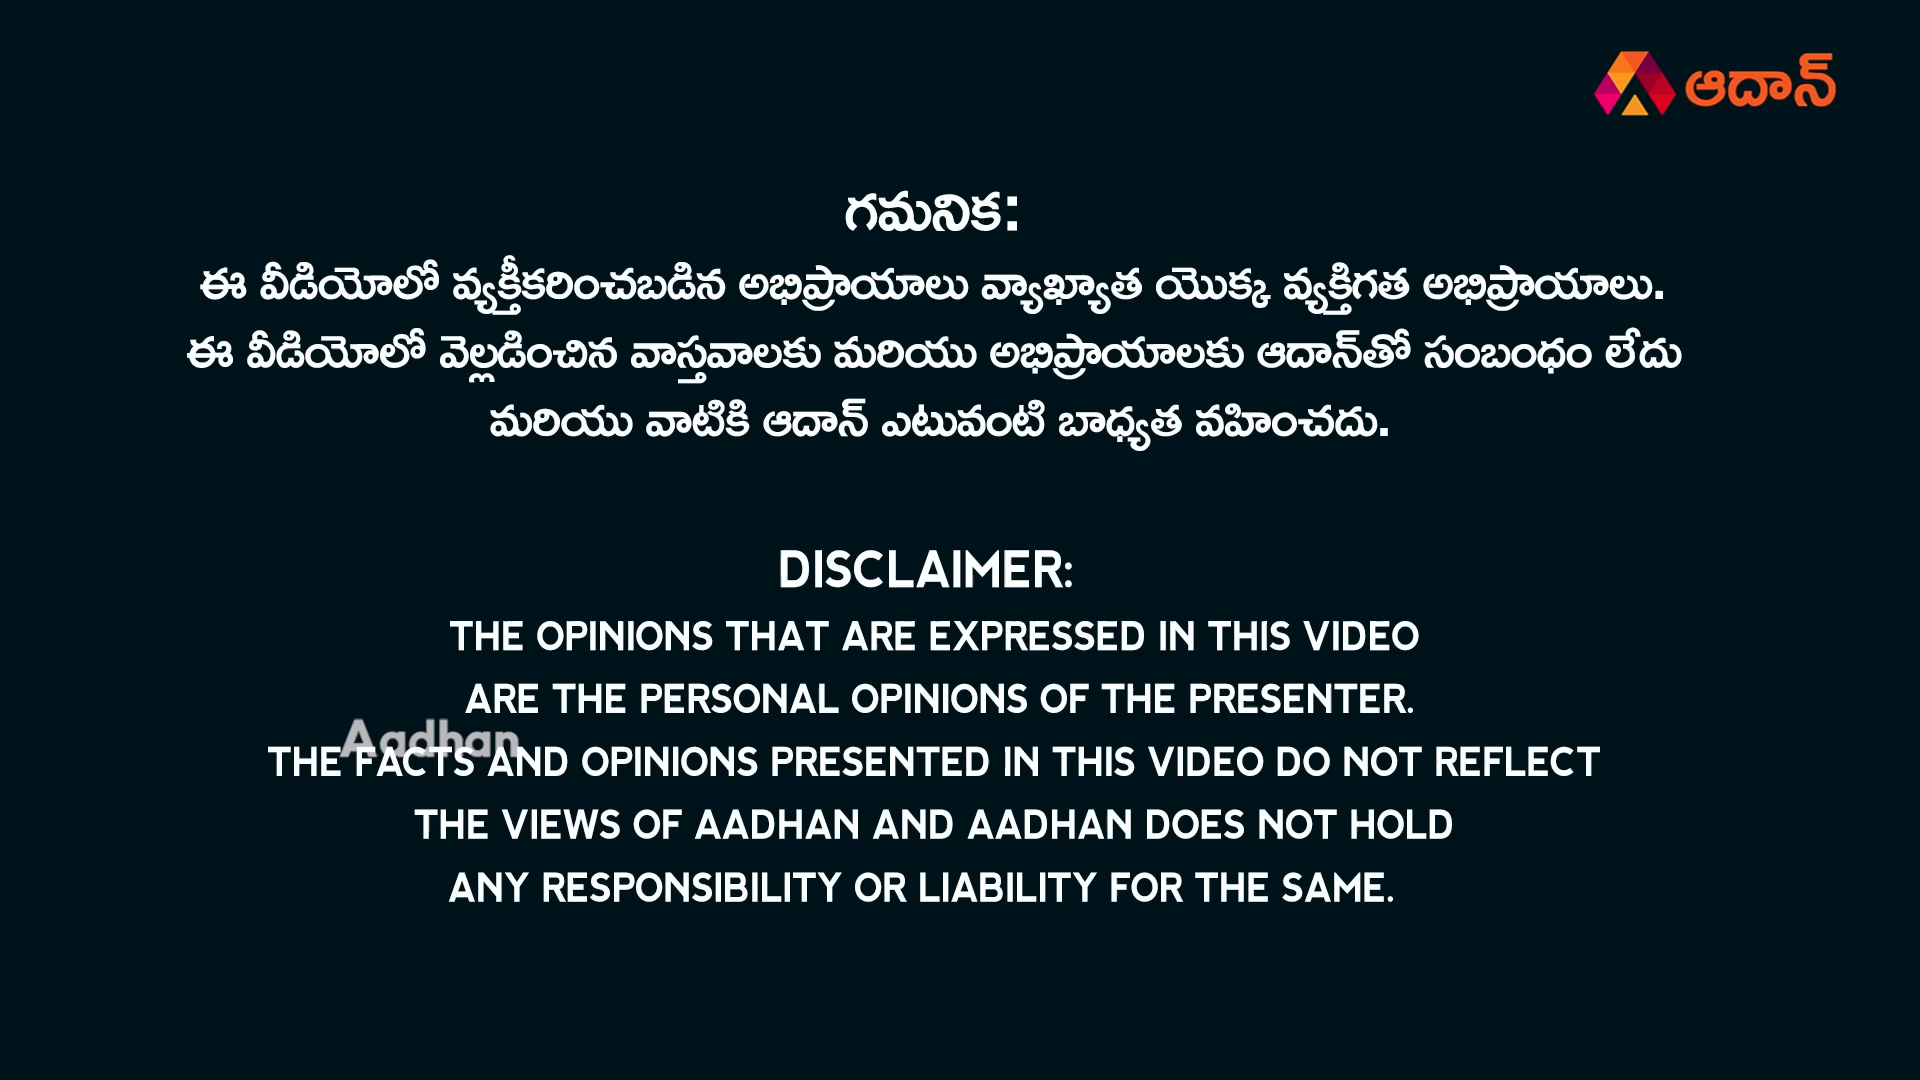 ఆదాన్
గమనిక:
ఈ వీడియోలో వ్యక్తీకరించబడిన అభిప్రాయాలు వ్యాఖ్యాత యొక్క వ్యక్తిగత అభిప్రాయాలు.
ఈ వీడియోలో వెల్లడించిన వాస్తవాలకు మరియు అభిప్రాయాలకు ఆదాన్‌తో సంబంధం లేదు
మరియు వాటికి ఆదాన్ ఎటువంటి బాధ్యత వహించదు.
DISCLAIMER:
THE OPINIONS THAT ARE EXPRESSED IN THIS VIDEO
ARE THE PERSONAL OPINIONS OF THE PRESENTER.
Aadhan
THE FACTS AND OPINIONS PRESENTED IN THIS VIDEO DO NOT REFLECT
THE VIEWS OF AADHAN AND AADHAN DOES NOT HOLD
ANY RESPONSIBILITY OR LIABILITY FOR THE SAME.